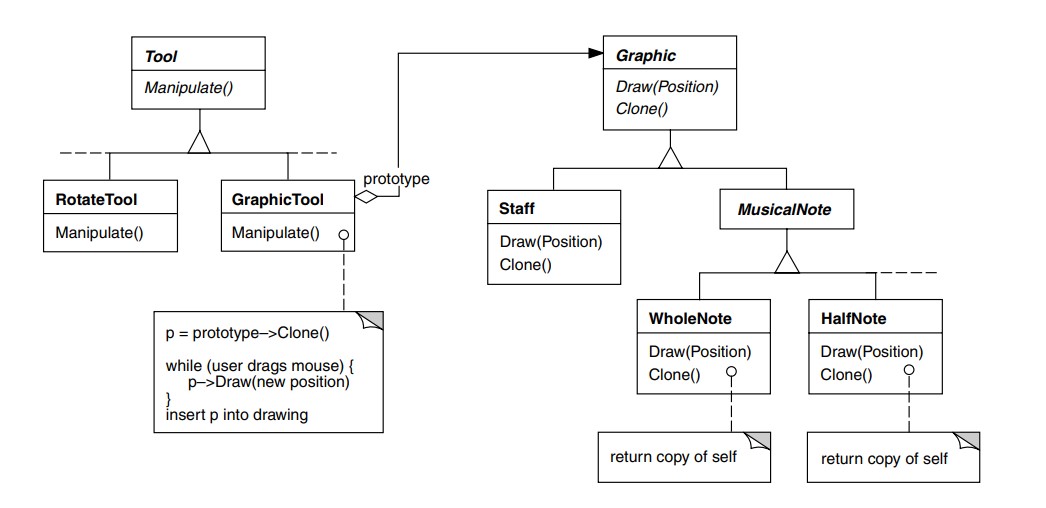 Tool
Manipulate()
Graphic
Draw(Position)
Clone()
prototype
RotateTool
Manipulate()
GraphicTool
Manipulate()
Staff
Draw(Position)
Clone()
MusicalNote
WholeNote
Draw(Position)
Clone()
HalfNote
Draw(Position)
Clone()
p = prototype–>Clone()
while (user drags mouse) {
p–>Draw(new position)
}
insert p into drawing
return copy of self
return copy of self